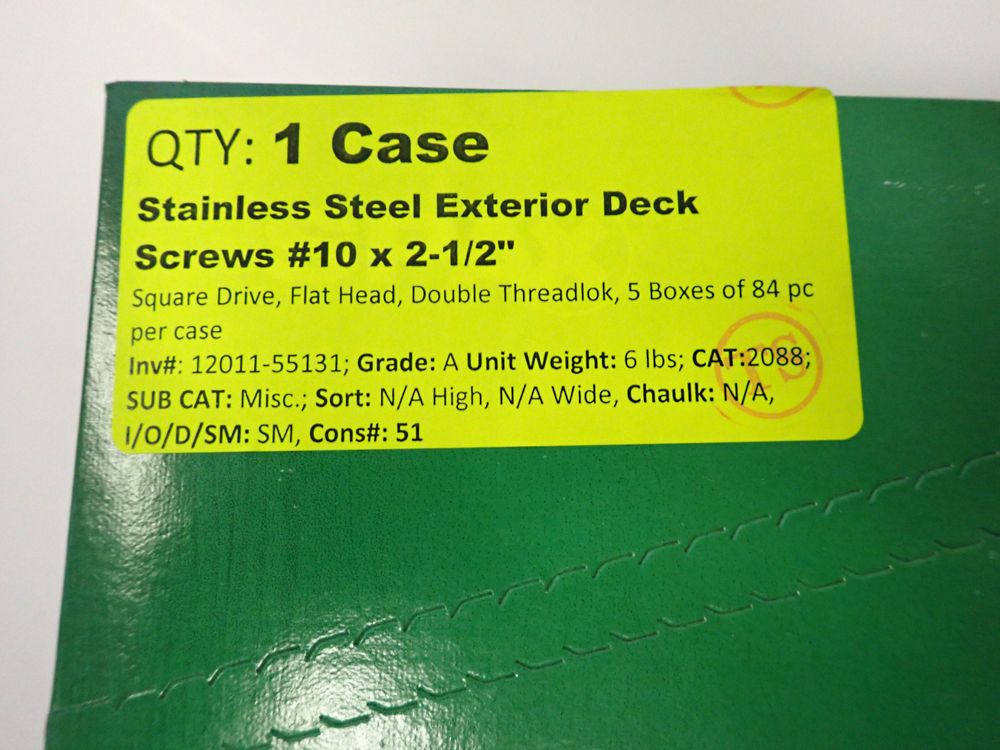 QTY: 1 Case
Stainless Steel Exterior Deck
Screws #10 x 2-1/2"
Square Drive, Flat Head, Double Threadlok, 5 Boxes of 84 pc
per case
Inv#: 12011-55131; Grade: A Unit Weight: 6 lbs; CAT:2088;
SUB CAT: Misc.; Sort: N/A High, N/A Wide, Chaulk: N/A,
I/O/D/SM: SM, Cons#: 51
TS